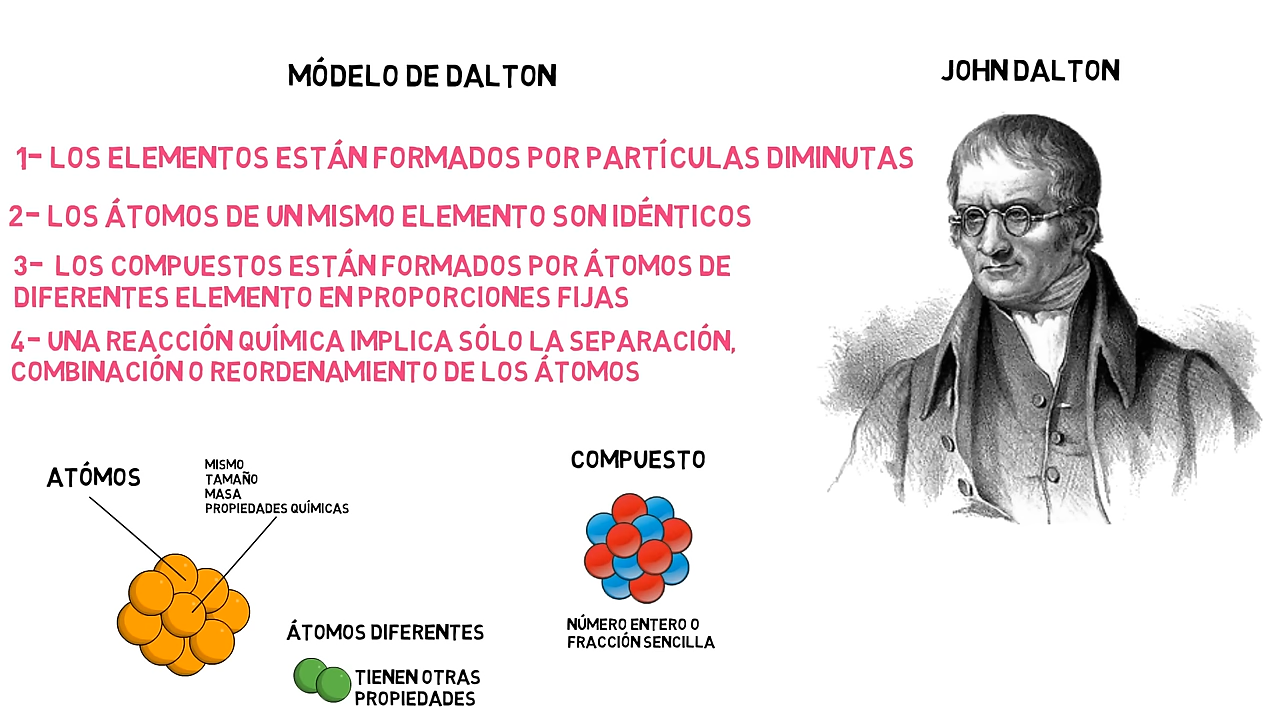 MÓDELO DE DALTON
JOHN DALTON
1- LOS ELEMENTOS ESTÁN FORMADOS POR PARTÍCULAS DIMINUTAS
2- LOS ÁTOMOS DE UN MISMO ELEMENTO SON IDÉNTICOS
3- LOS COMPUESTOS ESTÁN FORMADOS POR ÁTOMOS DE
DIFERENTES ELEMENTO EN PROPORCIONES FIJAS
4- UNA REACCIÓN QUÍMICA IMPLICA SÓLO LA SEPARACIÓN,
COMBINACIÓN O REORDENAMIENTO DE LOS ÁTOMOS
ATÓMOS
MISMO
TAMAÑO
MASA
PROPIEDADES QUÍMICAS
COMPUESTO
NÚMERO ENTERO O
FRACCIÓN SENCILLA
ÁTOMOS DIFERENTES
TIENEN OTRAS
PROPIEDADES